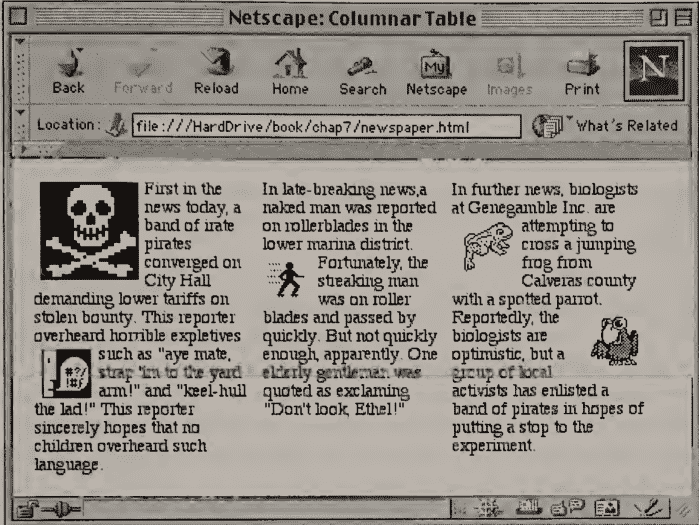 Netscape: Columnar Table
Back
Forward
Reload
Home
Search
My
Netscape
Images
Print
N
Location:
file:///HardDrive/book/chap7/newspaper.html
What's Related
First in the
news today, a
band of irate
pirates
converged on
City Hall
demanding lower tariffs on
stolen bounty. This reporter
overheard horrible expletives
such as "aye mate,
strap 'im to the yard
arm!" and "keel-hull
the lad!" This reporter
sincerely hopes that no
children overheard such
language.
#?/
!#ƒ
In late-breaking news,a
naked man was reported
on rollerblades in the
lower marina district.
Fortunately, the
streaking man
was on roller
blades and passed by
quickly. But not quickly
enough, apparently. One
elderly gentleman was
quoted as exclaming
"Don't look, Ethel!"
In further news, biologists
at Genegamble Inc. are
attempting to
cross a jumping
frog from
Calveras county
with a spotted parrot.
Reportedly, the
biologists are
optimistic, but a
group of local
activists has enlisted a
band of pirates in hopes of
putting a stop to the
experiment.